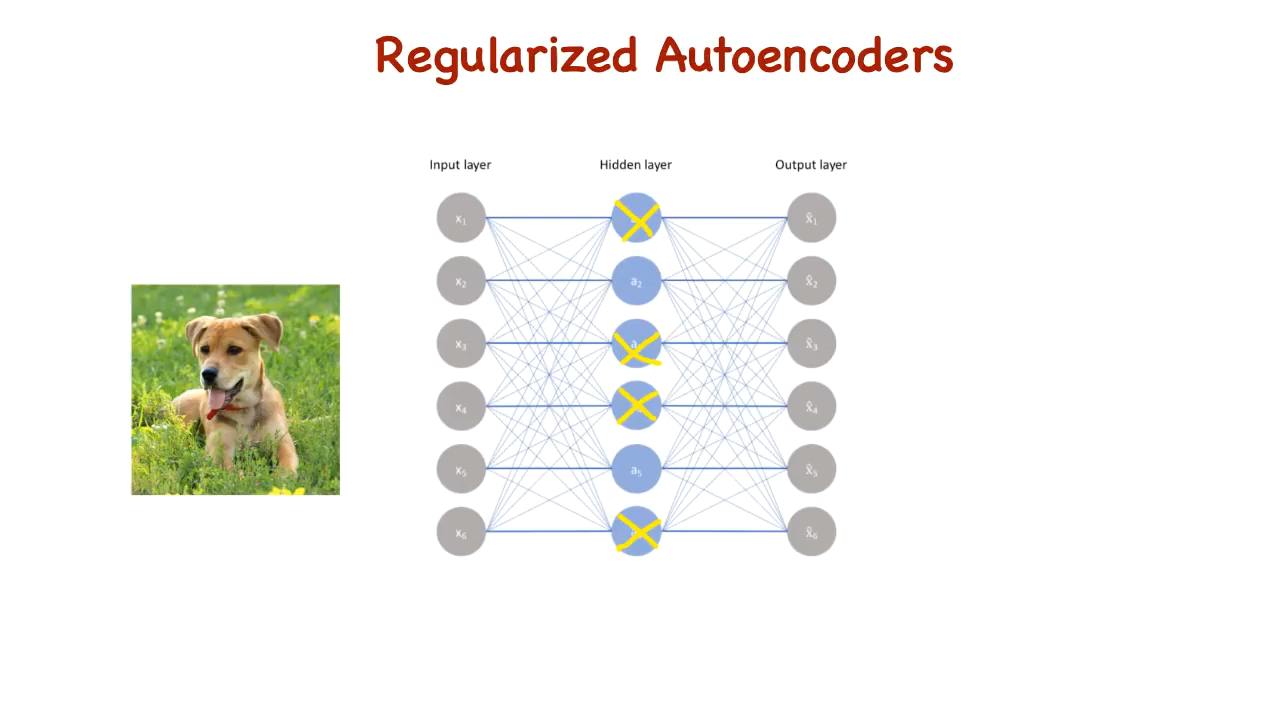 Regularized Autoencoders
Input layer Hidden layer Output layer
x₁ x̂₁
x₂ a₂ x̂₂
x₃ x̂₃
x₄ x̂₄
x₅ a₅ x̂₅
x₆ x̂₆